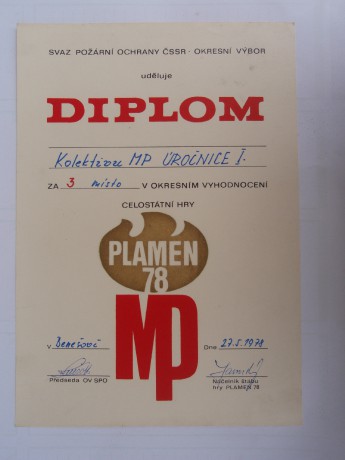 SVAZ POŽÁRNÍ OCHRANY ČSSR - OKRESNÍ VÝBOR
uděluje
DIPLOM
Kolektivu MP ÚROČNICE I.
ZA 3 místo V OKRESNÍM VYHODNOCENÍ
CELOSTÁTNÍ HRY
PLAMEN
78
MP
V Benešově Dne 27.5.1978
Předseda OV SPO Náčelník štábu
hry PLAMEN 78